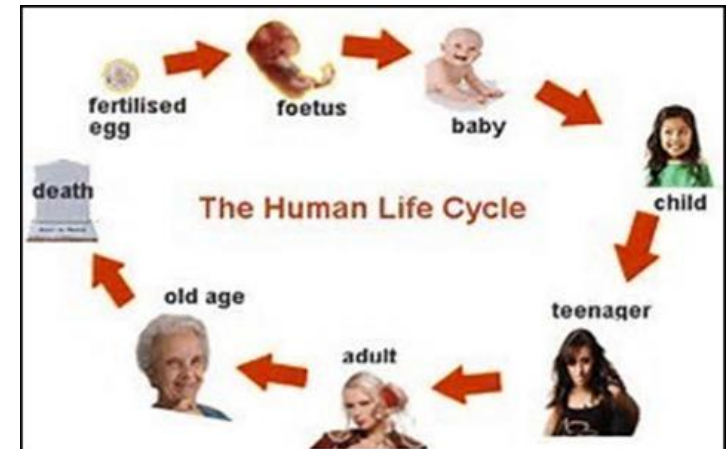 fertilised
egg
foetus
baby
child
teenager
adult
old age
death
The Human Life Cycle